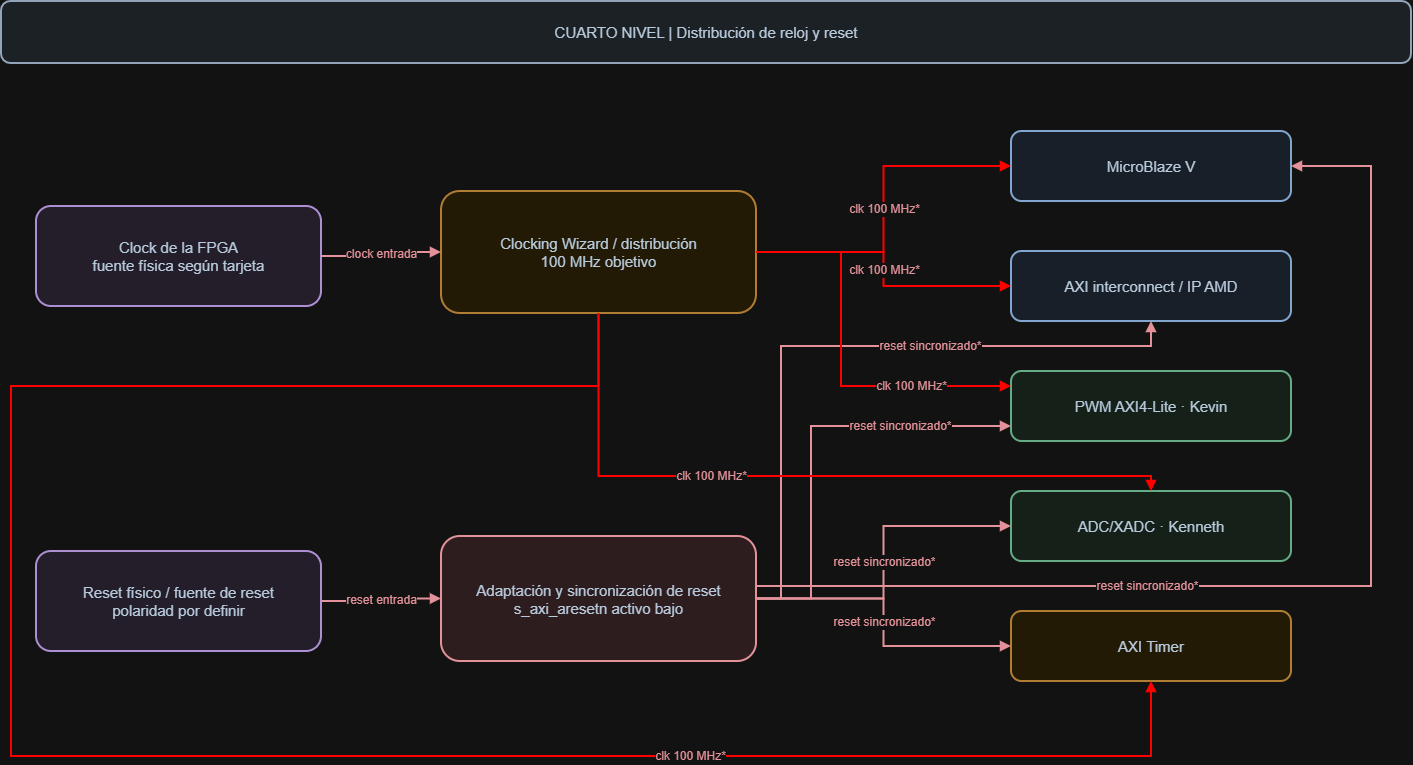 CUARTO NIVEL | Distribución de reloj y reset
MicroBlaze V
clk 100 MHz*
Clock de la FPGA
fuente física según tarjeta
clock entrada
Clocking Wizard / distribución
100 MHz objetivo
clk 100 MHz*
AXI interconnect / IP AMD
reset sincronizado*
clk 100 MHz*
PWM AXI4-Lite · Kevin
reset sincronizado*
clk 100 MHz*
ADC/XADC · Kenneth
reset sincronizado*
Reset físico / fuente de reset
polaridad por definir
reset entrada
Adaptación y sincronización de reset
s_axi_aresetn activo bajo
reset sincronizado*
reset sincronizado*
AXI Timer
clk 100 MHz*